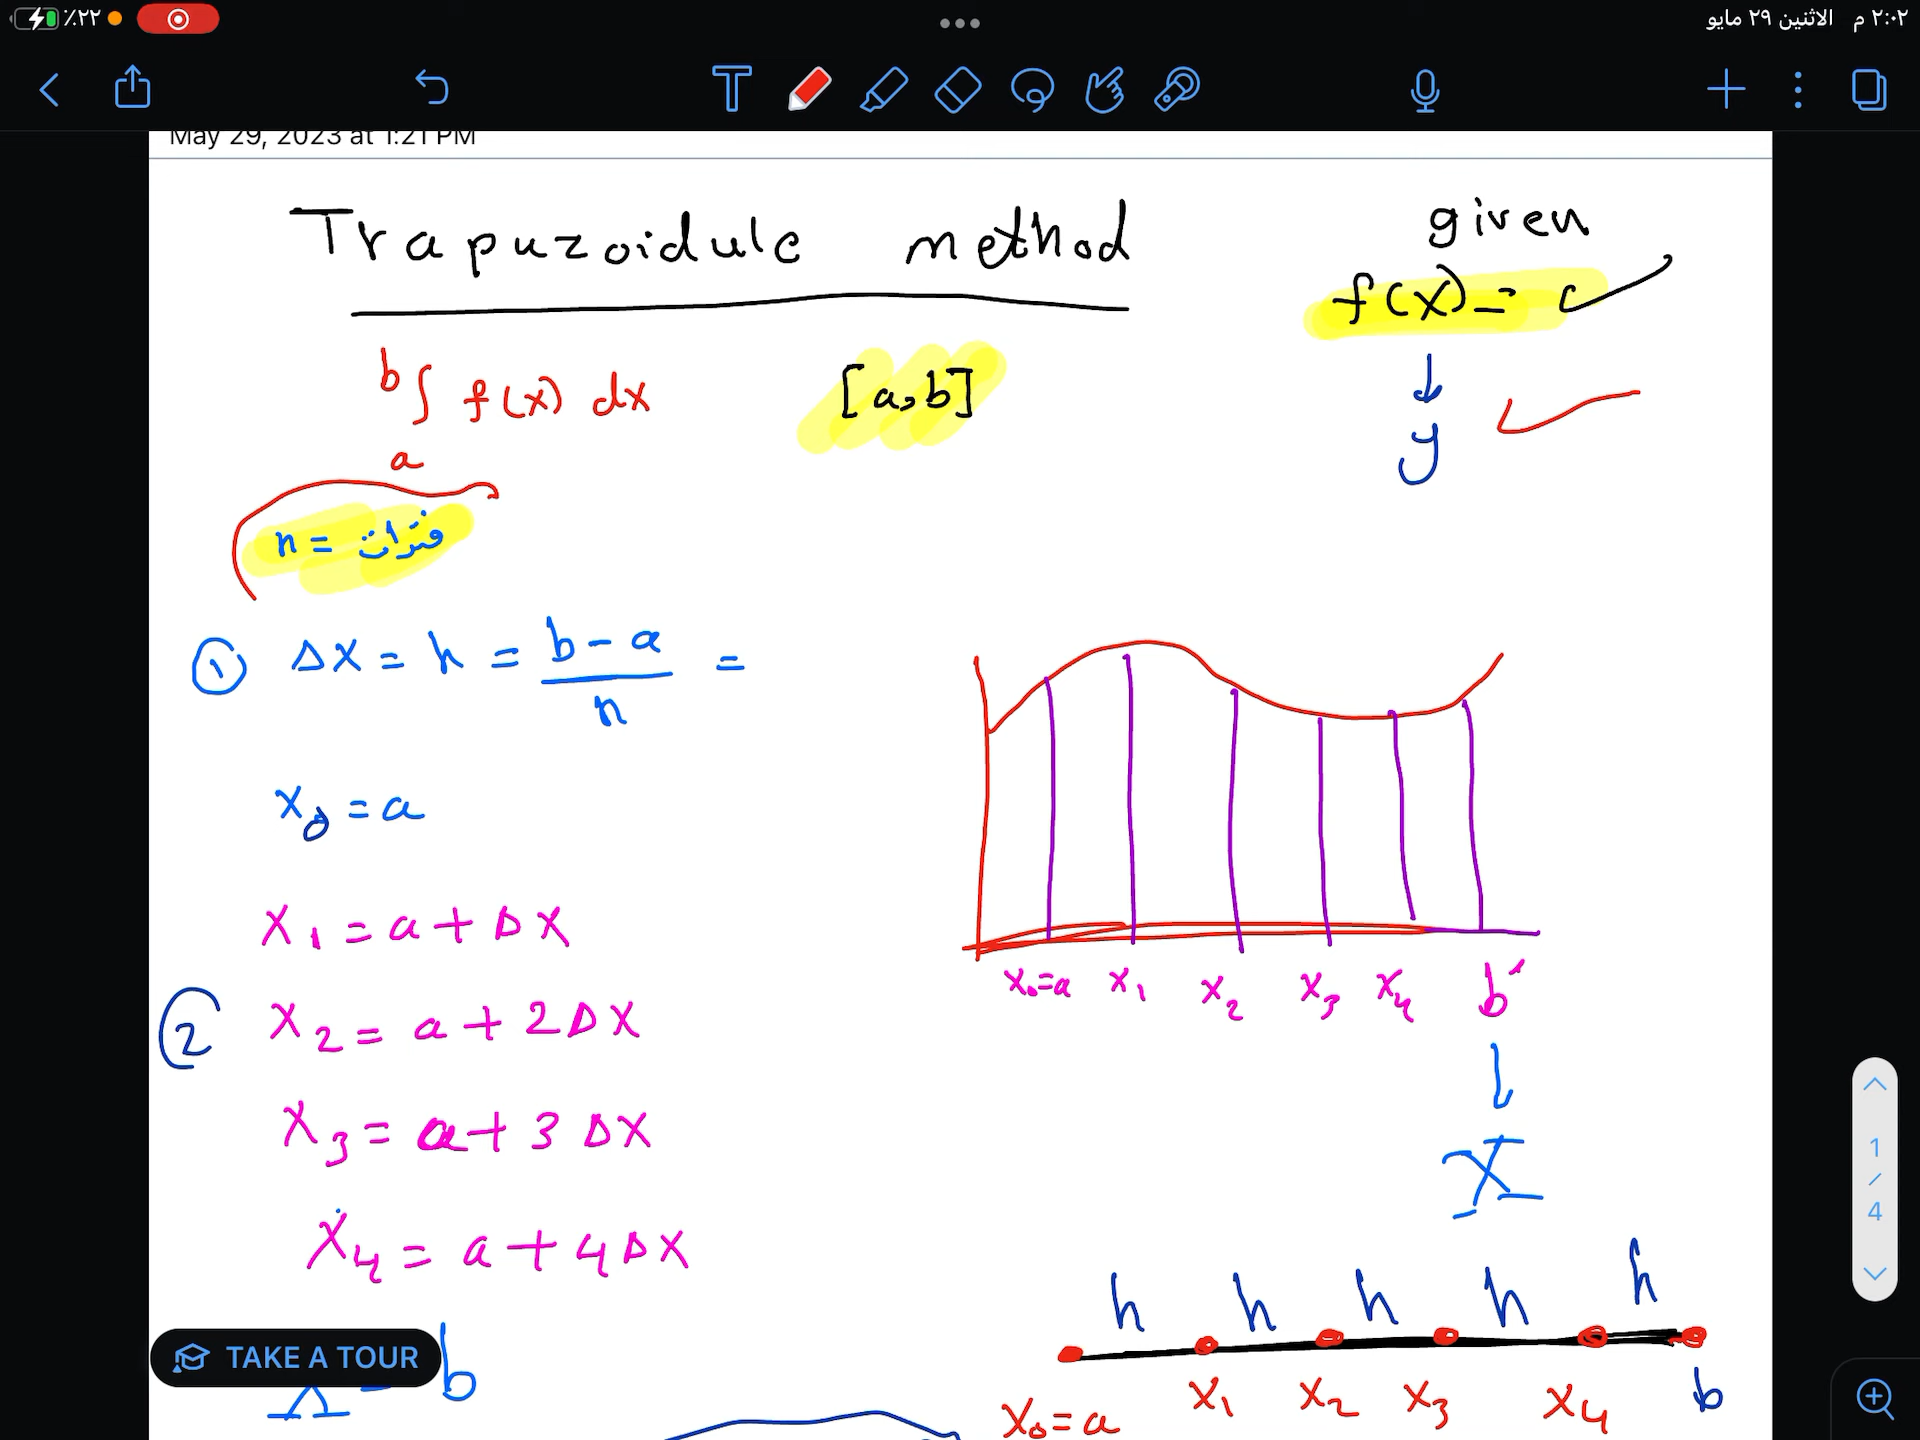 ٪٢٢
٢:٠٢ م الاثنين ٢٩ مايو
May 29, 2023 at 1:21 PM
Trapuzoidule method
given
f(x) =
y
b∫a f(x) dx
[a,b]
n = فترات
① Δx = h = b-a/n =
x0 = a
x1 = a + Δx
② x2 = a + 2Δx
x3 = a + 3Δx
x4 = a + 4Δx
b
x0=a x1 x2 x3 x4 b
X
h h h h h
x0=a x1 x2 x3 x4 b
TAKE A TOUR
1
/
4